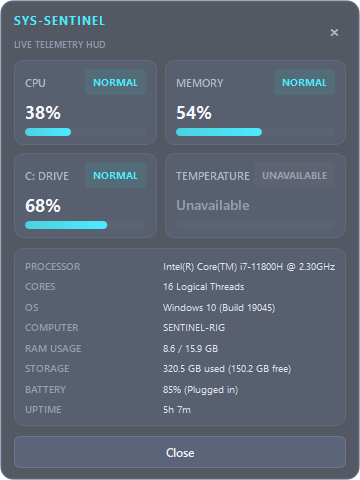 SYS-SENTINEL
LIVE TELEMETRY HUD
×
CPU NORMAL
38%
MEMORY NORMAL
54%
C: DRIVE NORMAL
68%
TEMPERATURE UNAVAILABLE
Unavailable
PROCESSOR Intel(R) Core(TM) i7-11800H @ 2.30GHz
CORES 16 Logical Threads
OS Windows 10 (Build 19045)
COMPUTER SENTINEL-RIG
RAM USAGE 8.6 / 15.9 GB
STORAGE 320.5 GB used (150.2 GB free)
BATTERY 85% (Plugged in)
UPTIME 5h 7m
Close